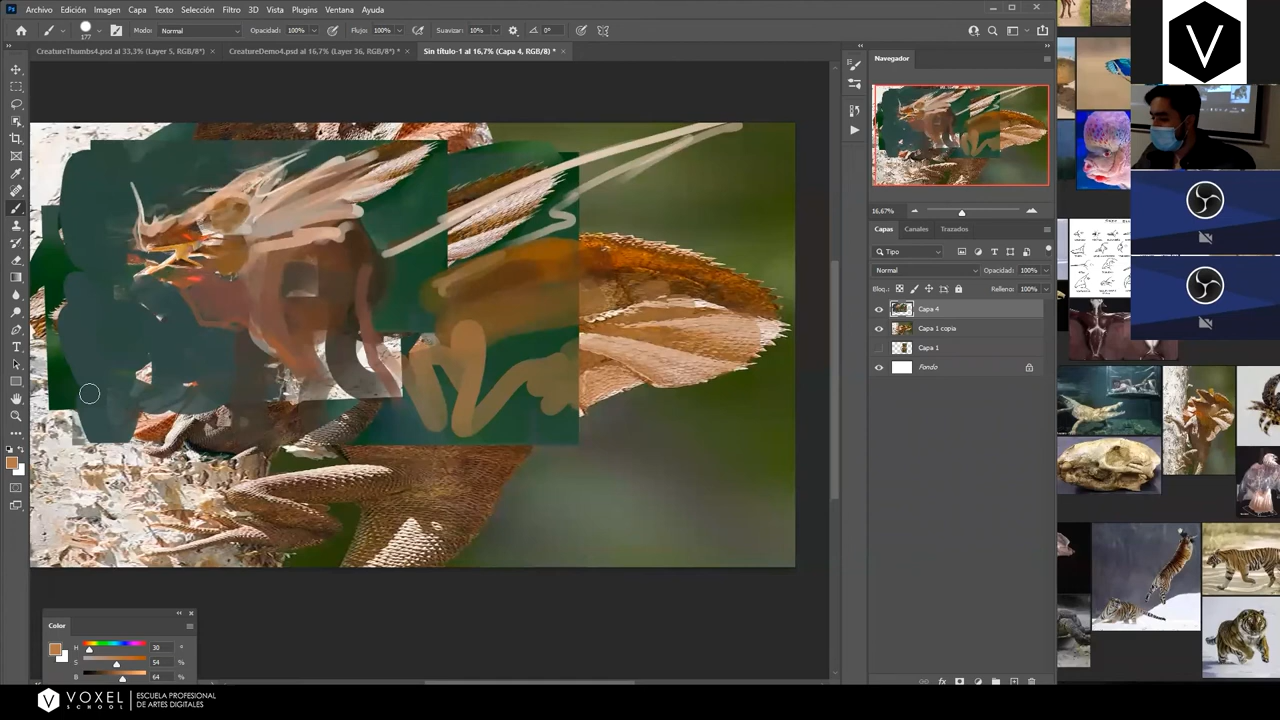 Archivo Edición Imagen Capa Texto Selección Filtro 3D Vista Plugins Ventana Ayuda
Modo: Normal Opacidad: 100% Flujo: 100% Suavizar: 10% 0°
CreatureThumbs4.psd al 33,3% (Layer 5, RGB/8*) × CreatureDemo4.psd al 16,7% (Layer 36, RGB/8*) * × Sin título-1 al 16,7% (Capa 4, RGB/8) * ×
Navegador
16,67%
Capas Canales Trazados
Tipo
Normal Opacidad: 100%
Bloq.: Relleno: 100%
Capa 4
Capa 1 copia
Capa 1
Fondo
177
Color
H 30 °
S 54 %
B 64 %
V
VOXEL SCHOOL
ESCUELA PROFESIONAL
DE ARTES DIGITALES